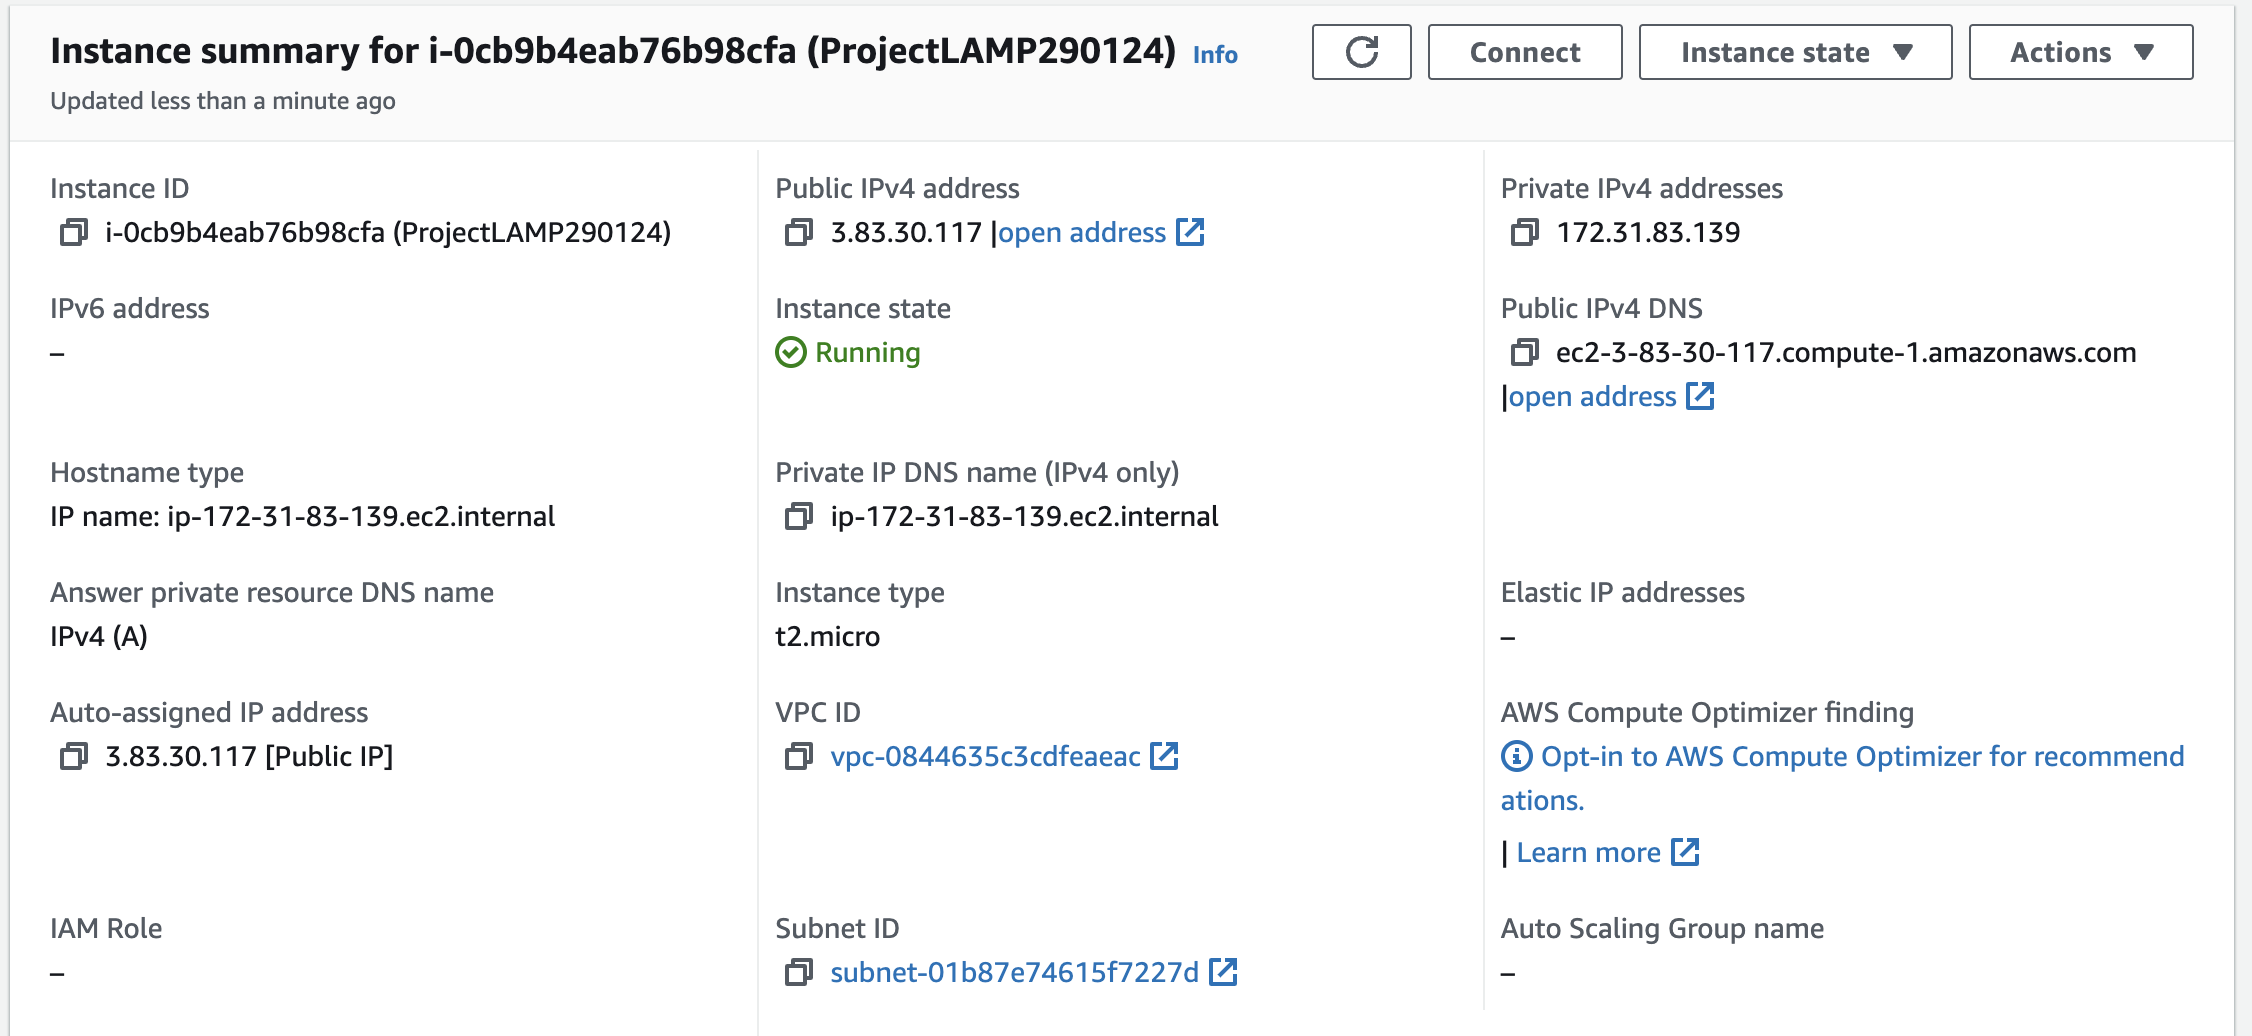 Instance summary for i-0cb9b4eab76b98cfa (ProjectLAMP290124) Info
Updated less than a minute ago
Connect
Instance state
Actions
Instance ID
i-0cb9b4eab76b98cfa (ProjectLAMP290124)
Public IPv4 address
3.83.30.117 |open address
Private IPv4 addresses
172.31.83.139
IPv6 address
–
Instance state
Running
Public IPv4 DNS
ec2-3-83-30-117.compute-1.amazonaws.com
|open address
Hostname type
IP name: ip-172-31-83-139.ec2.internal
Private IP DNS name (IPv4 only)
ip-172-31-83-139.ec2.internal
Answer private resource DNS name
IPv4 (A)
Instance type
t2.micro
Elastic IP addresses
–
Auto-assigned IP address
3.83.30.117 [Public IP]
VPC ID
vpc-0844635c3cdfeaeac
AWS Compute Optimizer finding
Opt-in to AWS Compute Optimizer for recommend
ations.
| Learn more
IAM Role
–
Subnet ID
subnet-01b87e74615f7227d
Auto Scaling Group name
–